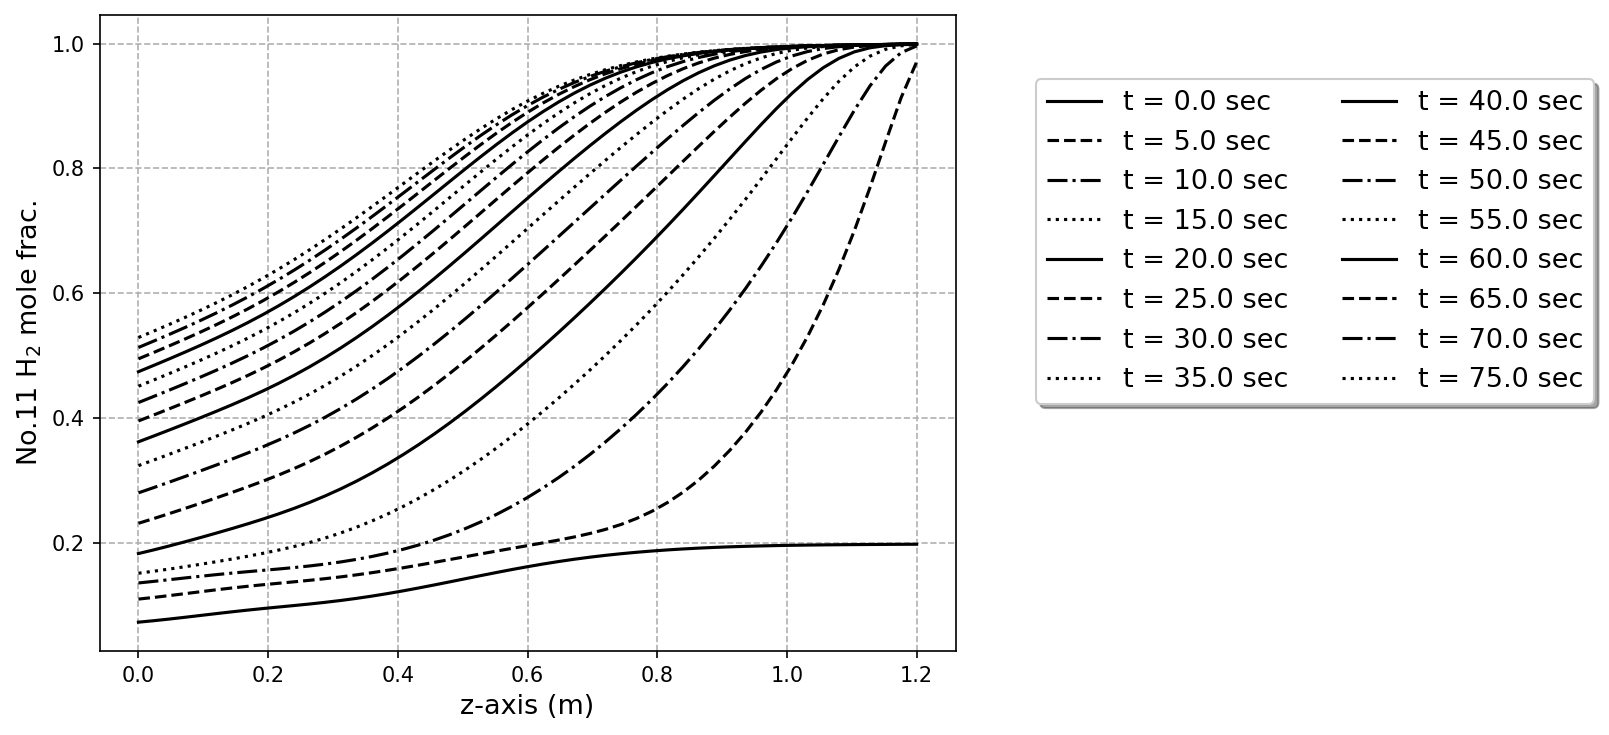 1.0
0.8
0.6
0.4
0.2
No.11 H₂ mole frac.
0.0 0.2 0.4 0.6 0.8 1.0 1.2
z-axis (m)
t = 0.0 sec
t = 5.0 sec
t = 10.0 sec
t = 15.0 sec
t = 20.0 sec
t = 25.0 sec
t = 30.0 sec
t = 35.0 sec
t = 40.0 sec
t = 45.0 sec
t = 50.0 sec
t = 55.0 sec
t = 60.0 sec
t = 65.0 sec
t = 70.0 sec
t = 75.0 sec